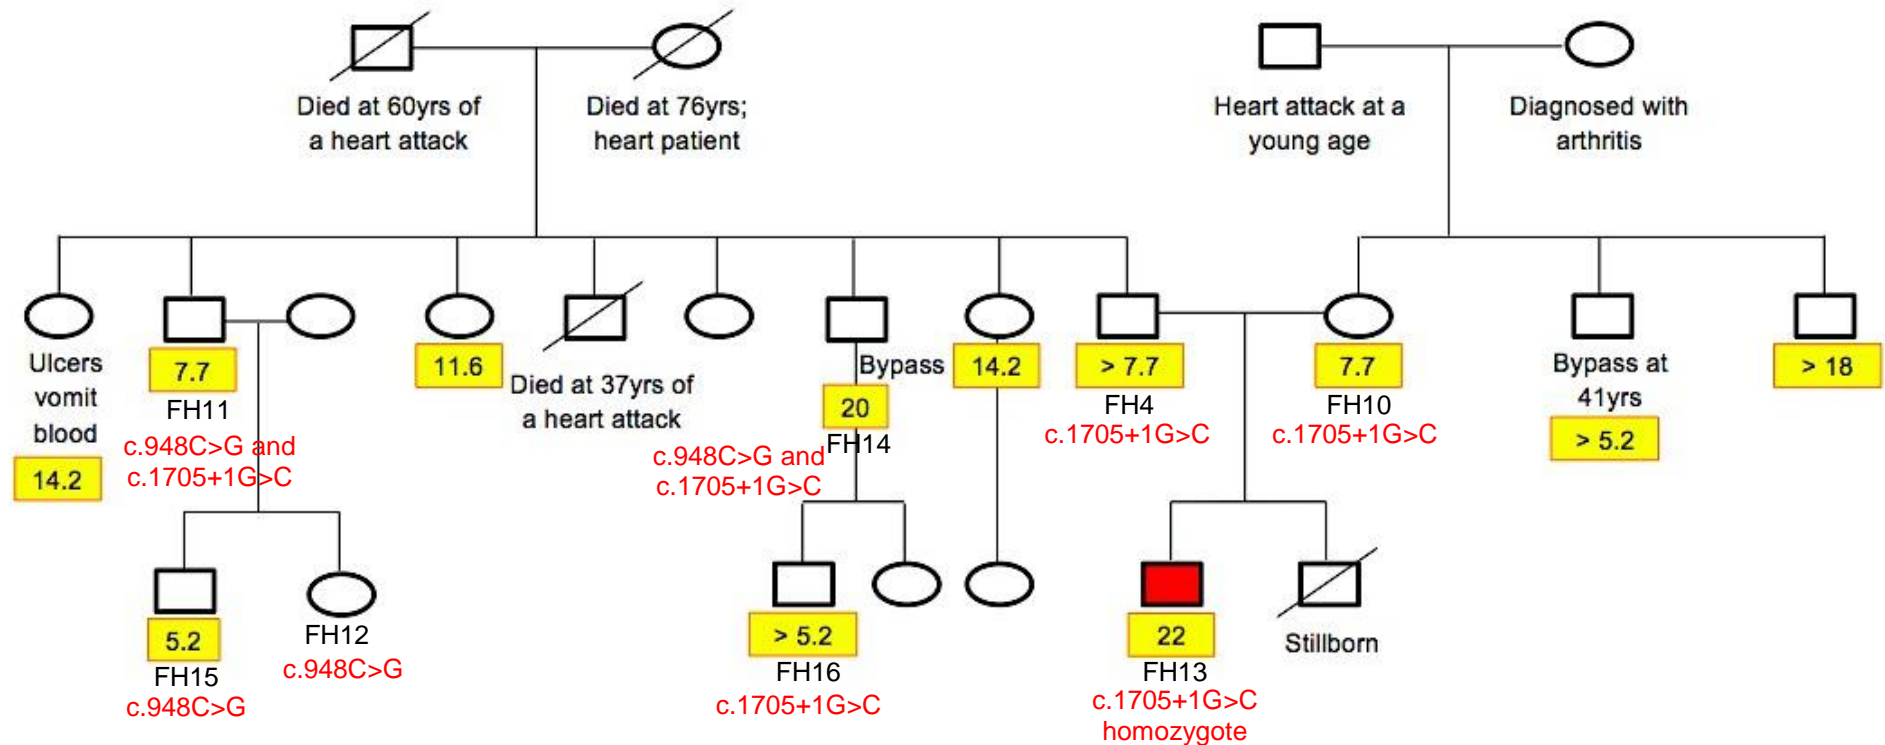 Died at 60yrs of
a heart attack
Died at 76yrs;
heart patient
Heart attack at a
young age
Diagnosed with
arthritis
Ulcers
vomit
blood
14.2
7.7
FH11
c.948C>G and
c.1705+1G>C
11.6
Died at 37yrs of
a heart attack
Bypass
20
FH14
c.948C>G and
c.1705+1G>C
14.2
> 7.7
FH4
c.1705+1G>C
7.7
FH10
c.1705+1G>C
Bypass at
41yrs
> 5.2
> 18
5.2
FH15
c.948C>G
FH12
c.948C>G
> 5.2
FH16
c.1705+1G>C
22
FH13
c.1705+1G>C
homozygote
Stillborn